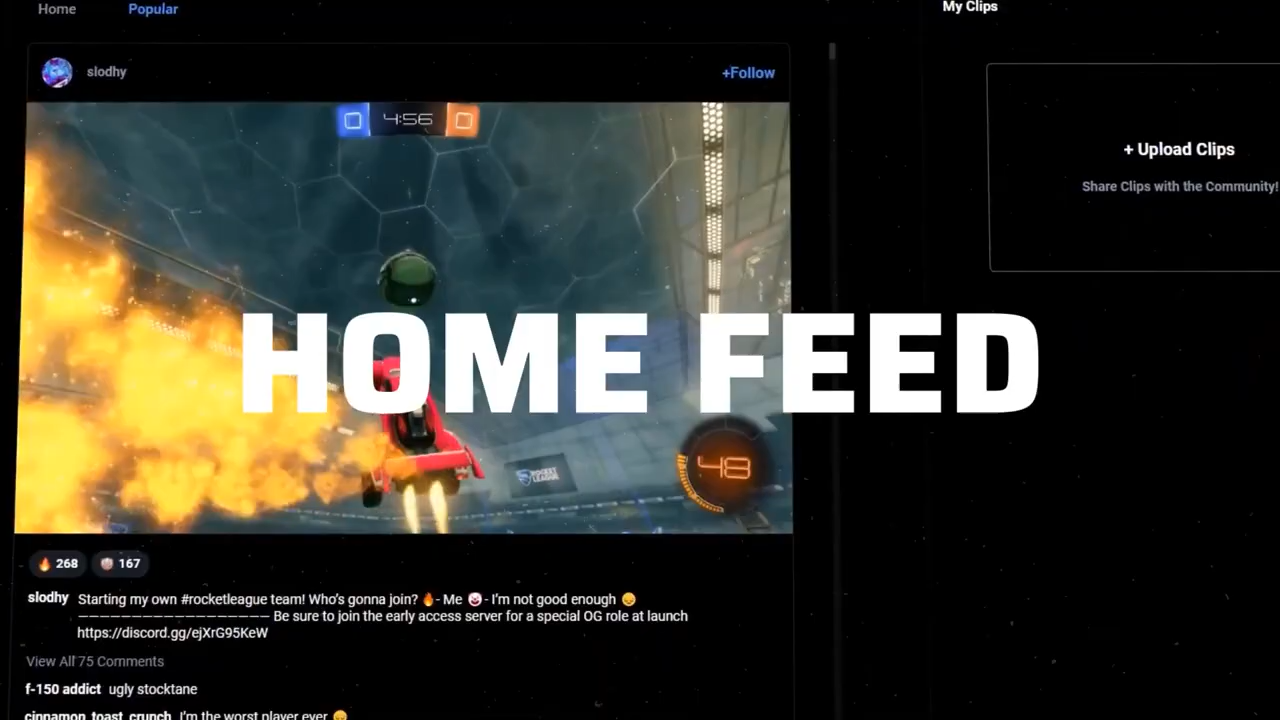 Home Popular My Clips
slodhy +Follow
4:56
+ Upload Clips
Share Clips with the Community!
HOME FEED
48
ROCKET
LEAGUE
🔥 268 🤡 167
slodhy Starting my own #rocketleague team! Who's gonna join? 🔥- Me 🤡- I'm not good enough 😞
—————————————————— Be sure to join the early access server for a special OG role at launch
https://discord.gg/ejXrG95KeW
View All 75 Comments
f-150 addict ugly stocktane
cinnamon_toast_crunch I'm the worst player ever 😞